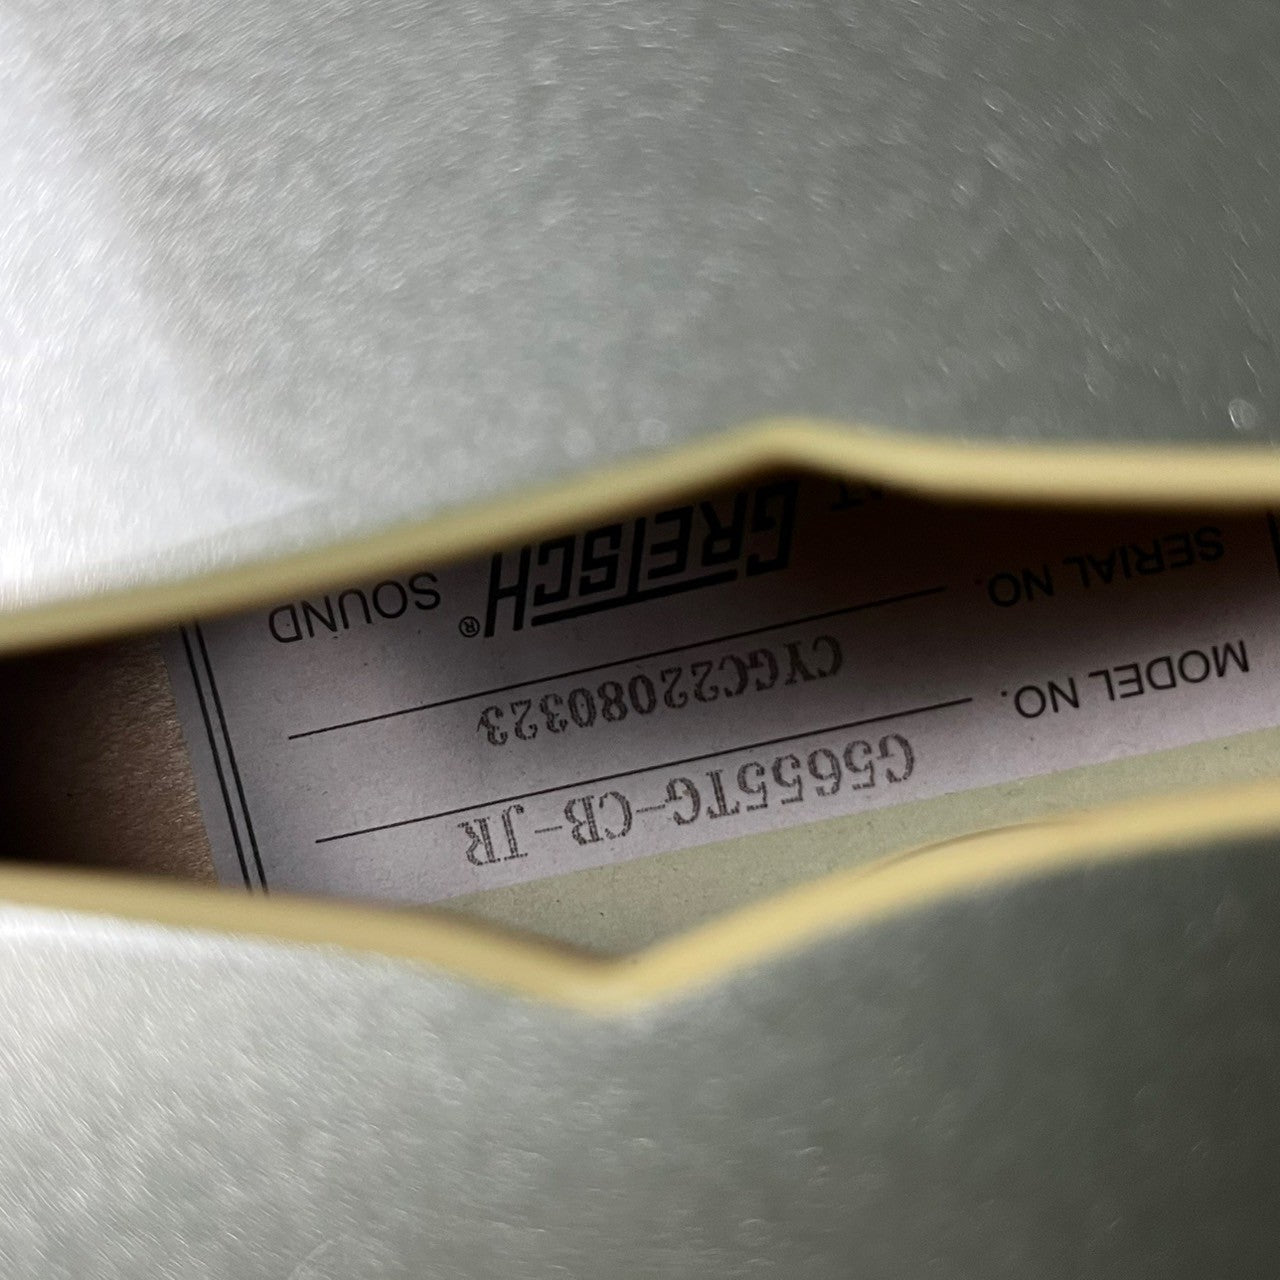 MODEL NO. G5655TG-CB-JR
SERIAL NO. CYGC22080323
GRETSCH® SOUND